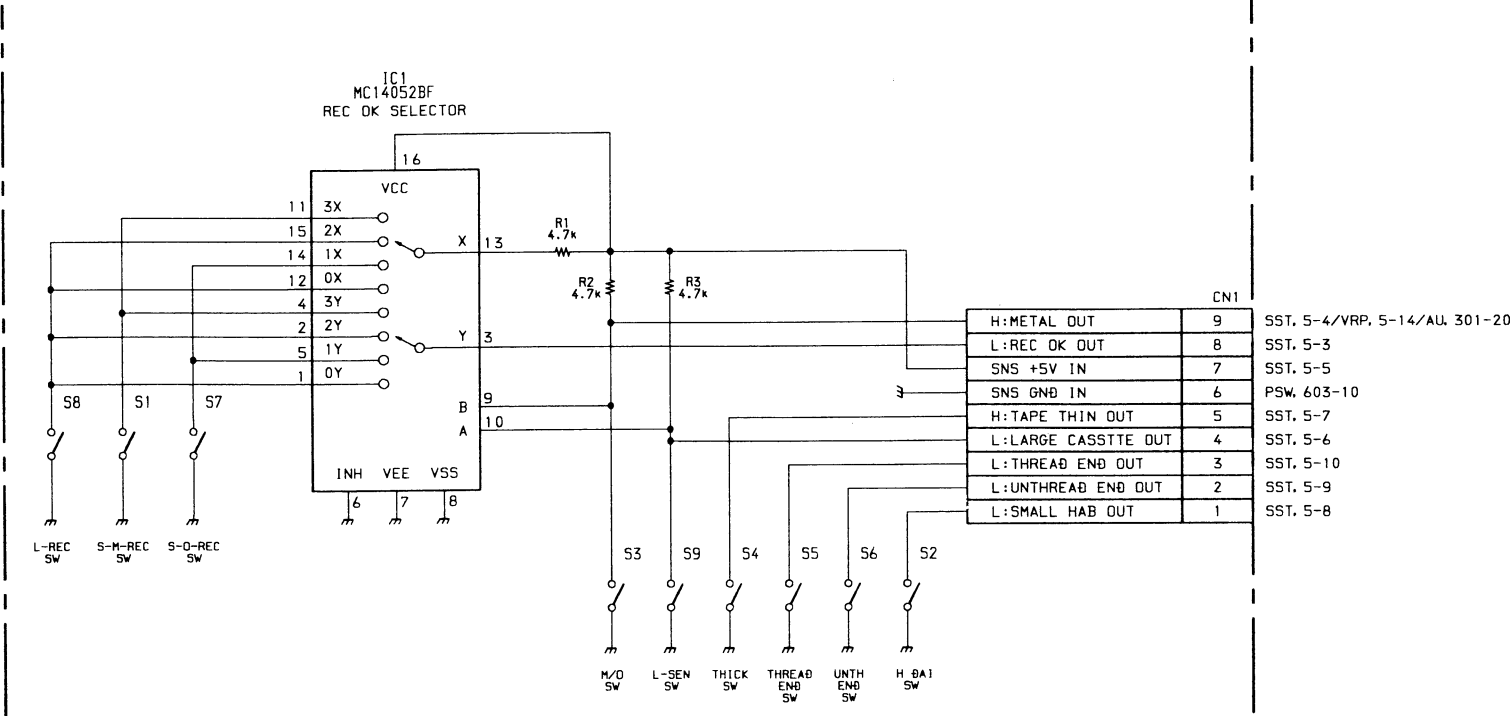 IC1
MC14052BF
REC OK SELECTOR
16
VCC
11 3X
15 2X
14 1X
12 0X
4 3Y
2 2Y
5 1Y
1 0Y
X 13
Y 3
B 9
A 10
INH VEE VSS
6 7 8
R1
4.7k
R2
4.7k
R3
4.7k
S8 S1 S7
L-REC
SW
S-M-REC
SW
S-O-REC
SW
CN1
H:METAL OUT 9 SST. 5-4/VRP. 5-14/AU. 301-20
L:REC OK OUT 8 SST. 5-3
SNS +5V IN 7 SST. 5-5
SNS GND IN 6 PSW. 603-10
H:TAPE THIN OUT 5 SST. 5-7
L:LARGE CASSTTE OUT 4 SST. 5-6
L:THREAD END OUT 3 SST. 5-10
L:UNTHREAD END OUT 2 SST. 5-9
L:SMALL HAB OUT 1 SST. 5-8
S3 S9 S4 S5 S6 S2
M/O
SW
L-SEN
SW
THICK
SW
THREAD
END
SW
UNTH
END
SW
H DAI
SW